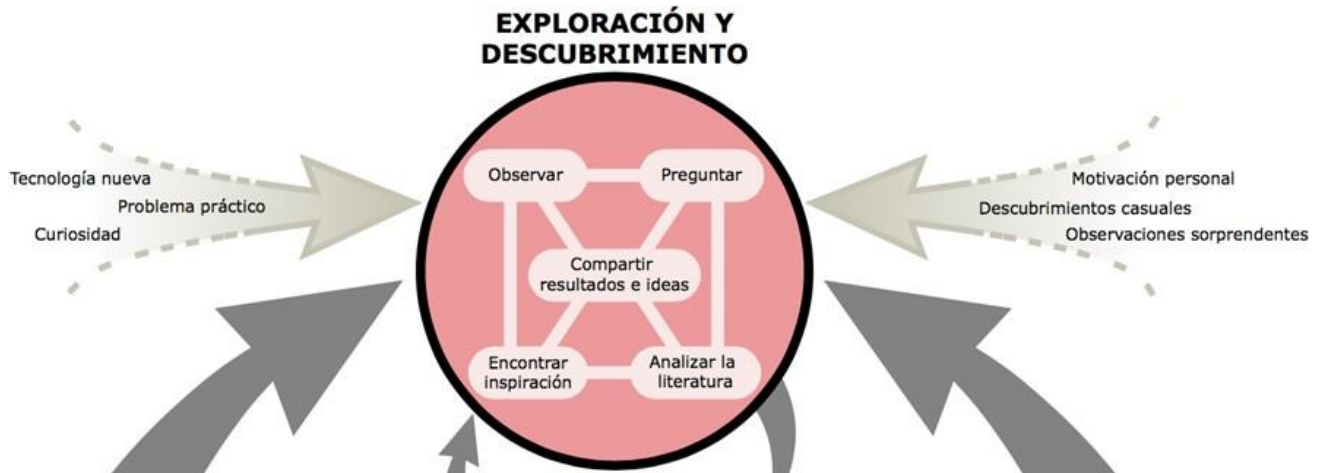 EXPLORACIÓN Y
DESCUBRIMIENTO
Observar
Preguntar
Tecnología nueva
Problema práctico
Curiosidad
Motivación personal
Descubrimientos casuales
Observaciones sorprendentes
Compartir
resultados e ideas
Encontrar
inspiración
Analizar la
literatura